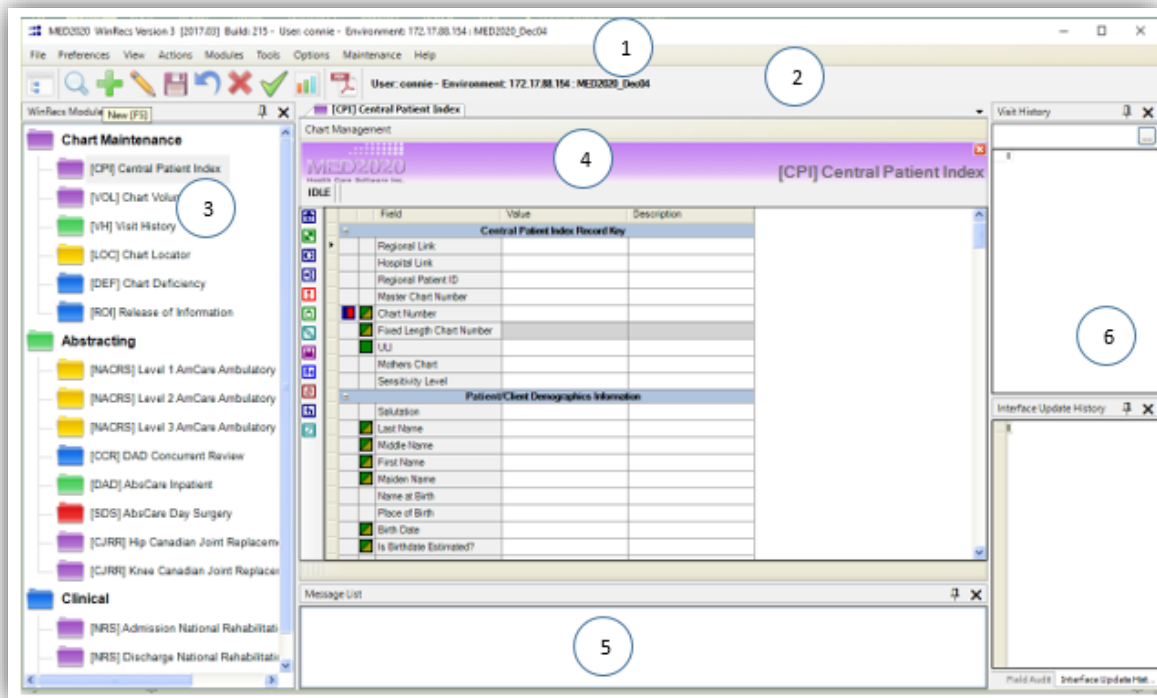 MED2020 WinRecs Version 3 [2017.03] Build: 215 - User: connie - Environment: 172.17.88.154 : MED2020_Dec04
1
File Preferences View Actions Modules Tools Options Maintenance Help
2
User: connie - Environment: 172.17.88.154 : MED2020_Dec04
WinRecs Module
New [F5]
Chart Maintenance
[CPI] Central Patient Index
[VOL] Chart Volu
3
[VH] Visit History
[LOC] Chart Locator
[DEF] Chart Deficiency
[ROI] Release of Information
Abstracting
[NACRS] Level 1 AmCare Ambulatory
[NACRS] Level 2 AmCare Ambulatory
[NACRS] Level 3 AmCare Ambulatory
[CCR] DAD Concurrent Review
[DAD] AbsCare Inpatient
[SDS] AbsCare Day Surgery
[CJRR] Hip Canadian Joint Replacem
[CJRR] Knee Canadian Joint Replacer
Clinical
[NRS] Admission National Rehabilitati
[NRS] Discharge National Rehabilitati
[CPI] Central Patient Index
Chart Management
4
MED2020
Health Care Software Inc.
[CPI] Central Patient Index
IDLE
Field Value Description
Central Patient Index Record Key
Regional Link
Hospital Link
Regional Patient ID
Master Chart Number
Chart Number
Fixed Length Chart Number
ULI
Mothers Chart
Sensitivity Level
Patient/Client Demographics Information
Salutation
Last Name
Middle Name
First Name
Maiden Name
Name at Birth
Place of Birth
Birth Date
Is Birthdate Estimated?
Message List
5
Visit History
6
Interface Update History
Field Audit Interface Update Hist...